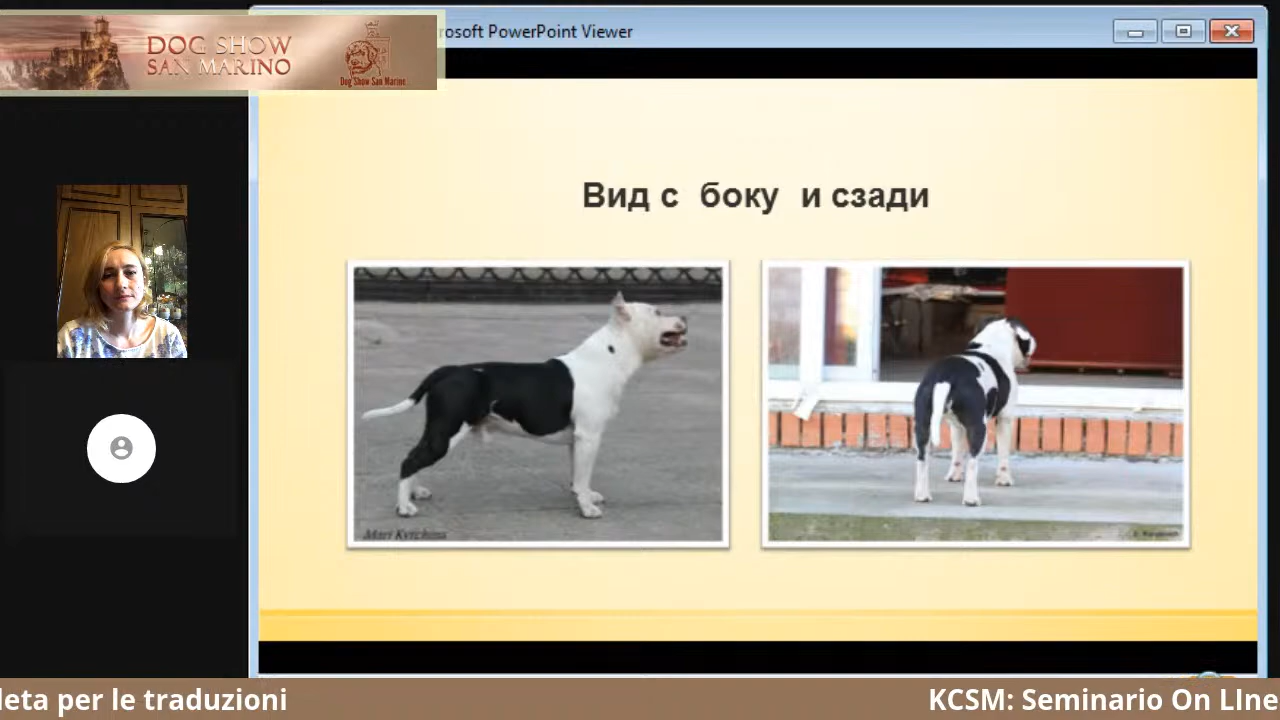 DOG SHOW
SAN MARINO
Dog Show San Marino
rosoft PowerPoint Viewer
Вид с боку и сзади
Mari Kytchina
leta per le traduzioni
KCSM: Seminario On LIne